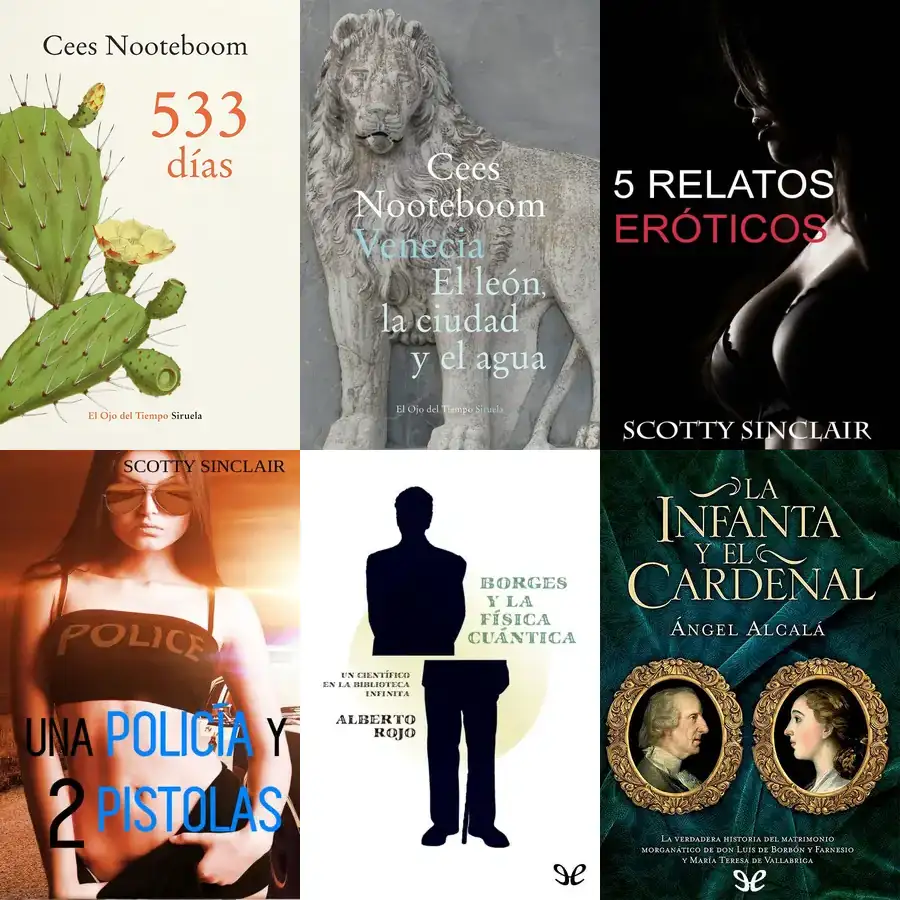 Cees Nooteboom
533
días
El Ojo del Tiempo Siruela
Cees
Nooteboom
Venecia
El león,
la ciudad
y el agua
El Ojo del Tiempo Siruela
5 RELATOS
ERÓTICOS
SCOTTY SINCLAIR
SCOTTY SINCLAIR
POLICE
UNA POLICÍA Y
2 PISTOLAS
BORGES
Y LA
FÍSICA
CUÁNTICA
UN CIENTÍFICO
EN LA BIBLIOTECA
INFINITA
ALBERTO
ROJO
LA
INFANTA
Y EL
CARDENAL
ÁNGEL ALCALÁ
LA VERDADERA HISTORIA DEL MATRIMONIO
MORGANÁTICO DE DON LUIS DE BORBÓN Y FARNESIO
Y MARÍA TERESA DE VALLABRIGA